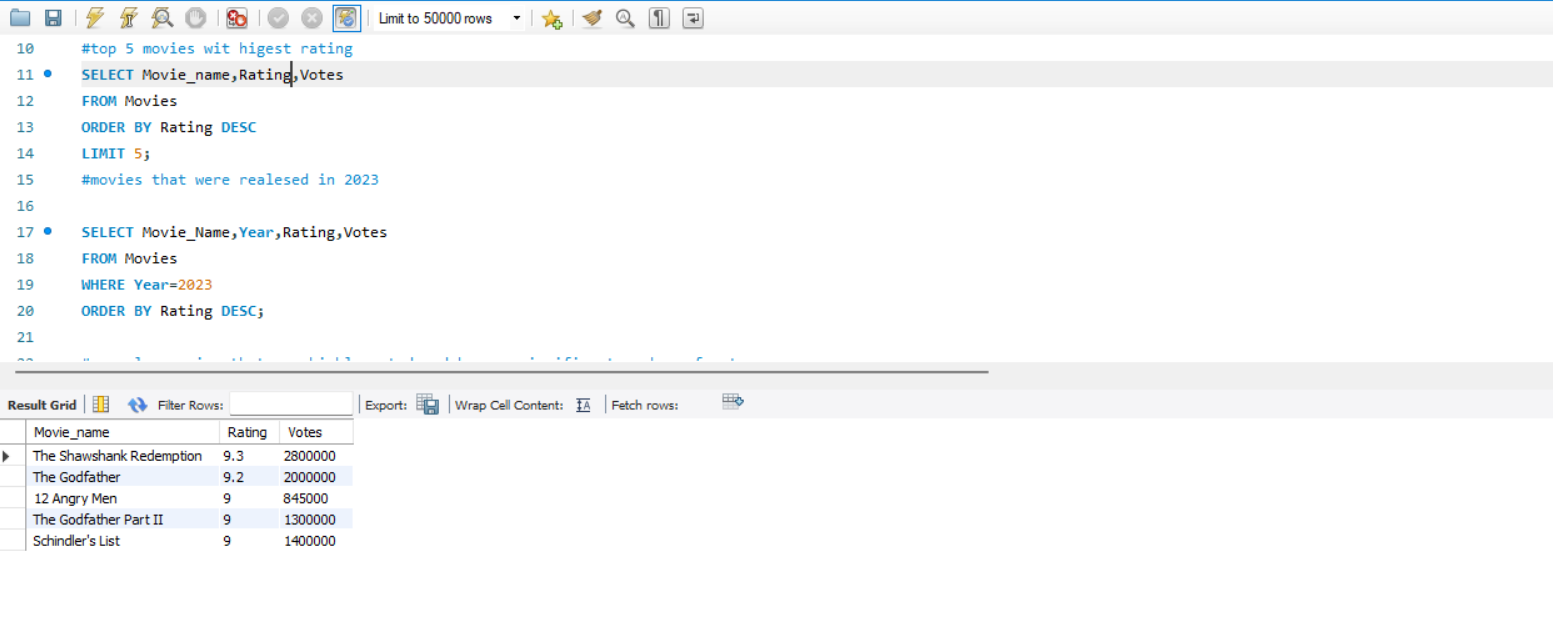 Limit to 50000 rows
10 #top 5 movies wit higest rating
11 SELECT Movie_name,Rating,Votes
12 FROM Movies
13 ORDER BY Rating DESC
14 LIMIT 5;
15 #movies that were realesed in 2023
16
17 SELECT Movie_Name,Year,Rating,Votes
18 FROM Movies
19 WHERE Year=2023
20 ORDER BY Rating DESC;
21
Result Grid Filter Rows: Export: Wrap Cell Content: IA Fetch rows:
Movie_name Rating Votes
The Shawshank Redemption 9.3 2800000
The Godfather 9.2 2000000
12 Angry Men 9 845000
The Godfather Part II 9 1300000
Schindler's List 9 1400000